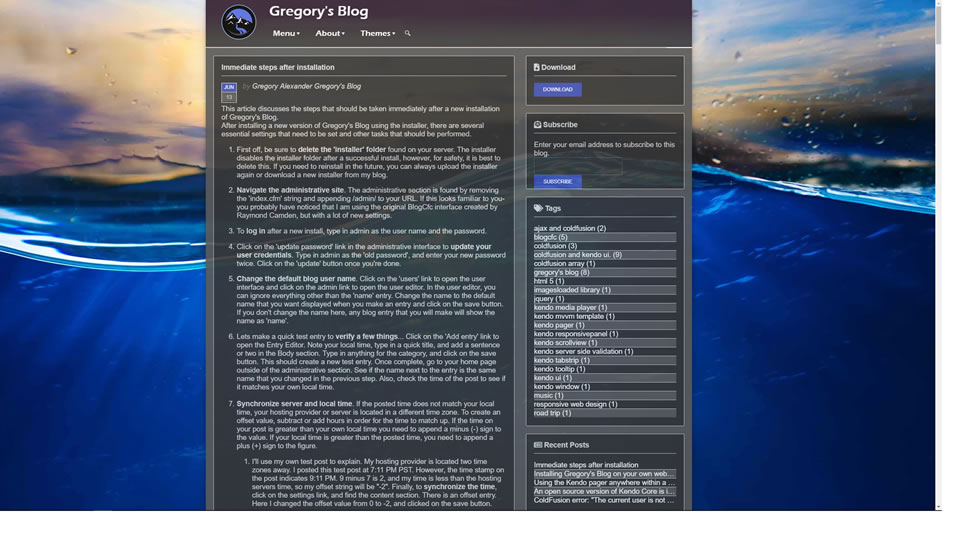 Gregory's Blog
Menu
About
Themes
Immediate steps after installation
JUN
13
by Gregory Alexander Gregory's Blog
This article discusses the steps that should be taken immediately after a new installation
of Gregory's Blog.
After installing a new version of Gregory's Blog using the installer, there are several
essential settings that need to be set and other tasks that should be performed.
1. First off, be sure to delete the 'installer' folder found on your server. The installer
disables the installer folder after a successful install, however, for safety, it is best to
delete this. If you need to reinstall in the future, you can always upload the installer
again or download a new installer from my blog.
2. Navigate the administrative site. The administrative section is found by removing
the 'index.cfm' string and appending /admin/ to your URL. If this looks familiar to you-
you probably have noticed that I am using the original BlogCfc interface created by
Raymond Camden, but with a lot of new settings.
3. To log in after a new install, type in admin as the user name and the password.
4. Click on the 'update password' link in the administrative interface to update your
user credentials. Type in admin as the 'old password', and enter your new password
twice. Click on the 'update' button once you're done.
5. Change the default blog user name. Click on the 'users' link to open the user
interface and click on the admin link to open the user editor. In the user editor, you
can ignore everything other than the 'name' entry. Change the name to the default
name that you want displayed when you make an entry and click on the save button.
If you don't change the name here, any blog entry that you will make will show the
name as 'name'.
6. Lets make a quick test entry to verify a few things... Click on the 'Add entry' link to
open the Entry Editor. Note your local time, type in a quick title, and add a sentence
or two in the Body section. Type in anything for the category, and click on the save
button. This should create a new test entry. Once complete, go to your home page
outside of the administrative section. See if the name next to the entry is the same
name that you changed in the previous step. Also, check the time of the post to see if
it matches your own local time.
7. Synchronize server and local time. If the posted time does not match your local
time, your hosting provider or server is located in a different time zone. To create an
offset value, subtract or add hours in order for the time to match up. If the time on
your post is greater than your own local time you need to append a minus (-) sign to
the value. If your local time is greater than the posted time, you need to append a
plus (+) sign to the figure.
1. I'll use my own test post to explain. My hosting provider is located two time
zones away. I posted this test post at 7:11 PM PST. However, the time stamp on
the post indicates 9:11 PM. 9 minus 7 is 2, and my time is less than the hosting
servers time, so my offset string will be "-2". Finally, to synchronize the time,
click on the settings link, and find the content section. There is an offset entry.
Here I changed the offset value from 0 to -2, and clicked on the save button.
Download
DOWNLOAD
Subscribe
Enter your email address to subscribe to this
blog.
SUBSCRIBE
Tags
ajax and coldfusion (2)
blogcfc (5)
coldfusion (3)
coldfusion and kendo ui. (9)
coldfusion array (1)
gregory's blog (8)
html 5 (1)
imagesloaded library (1)
jquery (1)
kendo media player (1)
kendo mvvm template (1)
kendo pager (1)
kendo responsivepanel (1)
kendo scrollview (1)
kendo server side validation (1)
kendo tabstrip (1)
kendo tooltip (1)
kendo ui (1)
kendo window (1)
music (1)
responsive web design (1)
road trip (1)
Recent Posts
Immediate steps after installation
Installing Gregory's Blog on your own web...
Using the Kendo pager anywhere within a ...
An open source version of Kendo Core is i...
ColdFusion error: "The current user is not ...